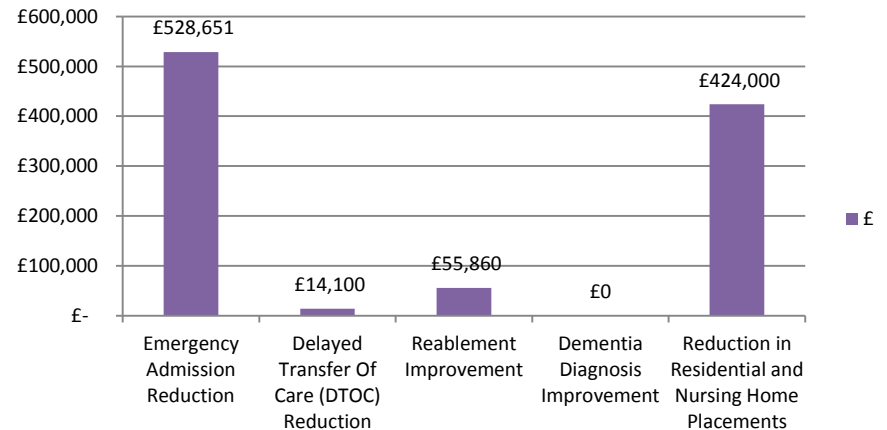 £600,000
£500,000
£400,000
£300,000
£200,000
£100,000
£-
£528,651
£14,100
£55,860
£0
£424,000
Emergency
Admission
Reduction
Delayed
Transfer Of
Care (DTOC)
Reduction
Reablement
Improvement
Dementia
Diagnosis
Improvement
Reduction in
Residential and
Nursing Home
Placements
£